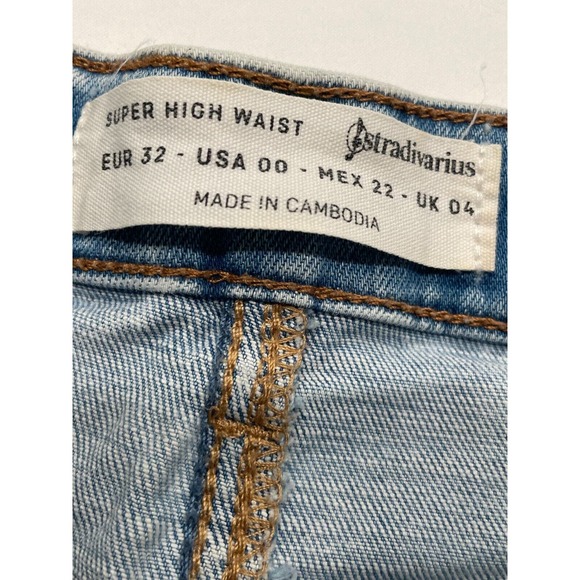 SUPER HIGH WAIST stradivarius
EUR 32 - USA 00 - MEX 22 - UK 04
MADE IN CAMBODIA